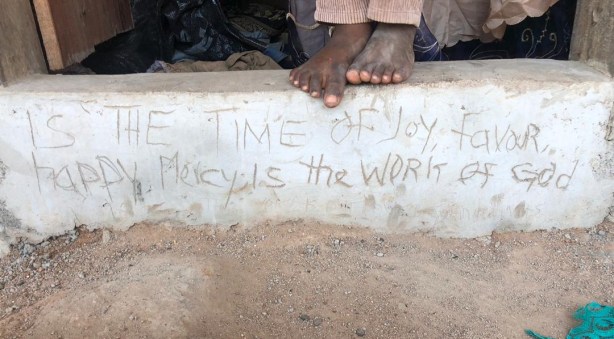 IS THE TIME OF JOY, FAVOUR,
happy, Mercy. Is the WORK of God